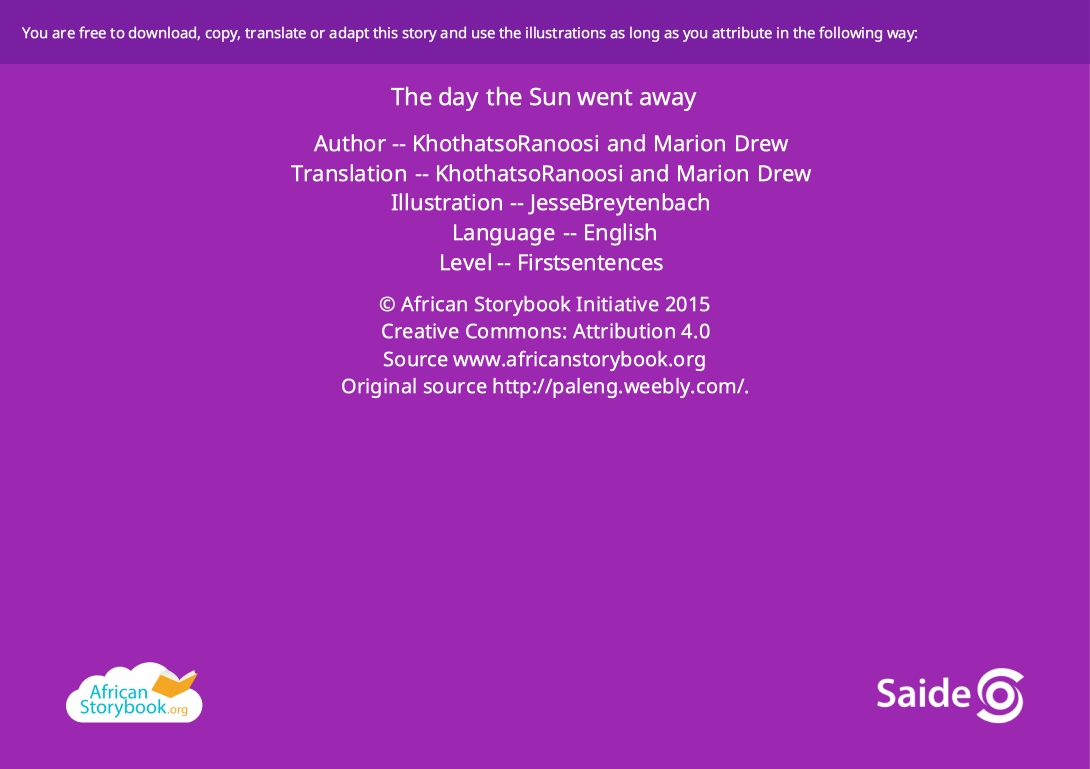 You are free to download, copy, translate or adapt this story and use the illustrations as long as you attribute in the following way:
The day the Sun went away
Author -- KhothatsoRanoosi and Marion Drew
Translation -- KhothatsoRanoosi and Marion Drew
Illustration -- JesseBreytenbach
Language -- English
Level -- Firstsentences
© African Storybook Initiative 2015
Creative Commons: Attribution 4.0
Source www.africanstorybook.org
Original source http://paleng.weebly.com/.
African
Storybook.org
Saide